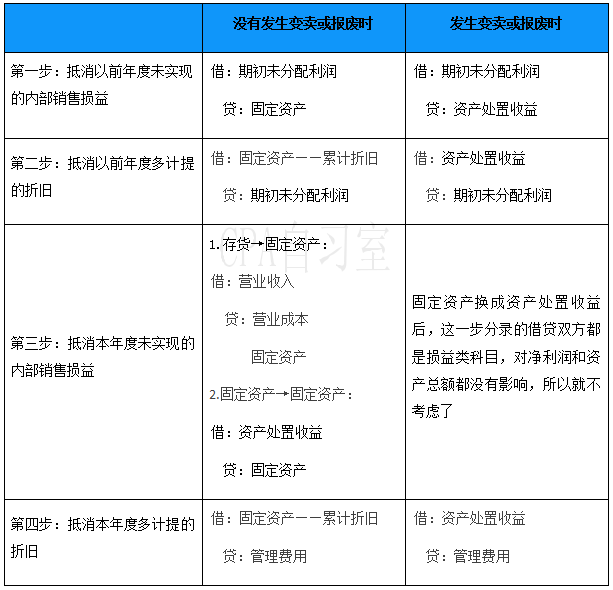 没有发生变卖或报废时
发生变卖或报废时
第一步：抵消以前年度未实现
的内部销售损益
借：期初未分配利润
贷：固定资产
借：期初未分配利润
贷：资产处置收益
第二步：抵消以前年度多计提
的折旧
借：固定资产——累计折旧
贷：期初未分配利润
借：资产处置收益
贷：期初未分配利润
第三步：抵消本年度未实现的
内部销售损益
1.存货→固定资产：
借：营业收入
贷：营业成本
固定资产
2.固定资产→固定资产：
借：资产处置收益
贷：固定资产
固定资产换成资产处置收益
后，这一步分录的借贷双方都
是损益类科目，对净利润和资
产总额都没有影响，所以就不
考虑了
第四步：抵消本年度多计提的
折旧
借：固定资产——累计折旧
贷：管理费用
借：资产处置收益
贷：管理费用
CPA自习室